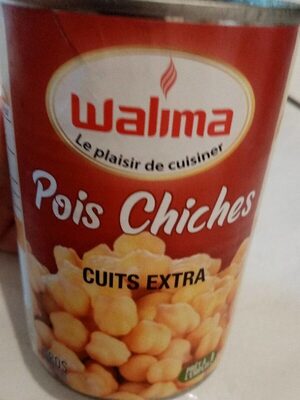 Walima
Le plaisir de cuisiner
Pois Chiches
CUITS EXTRA